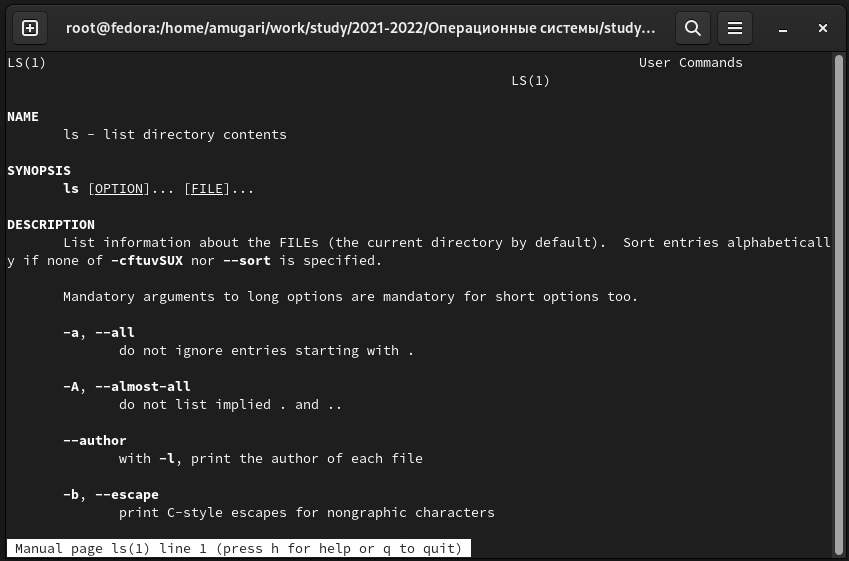 root@fedora:/home/amugari/work/study/2021-2022/Операционные системы/study...
LS(1) User Commands
LS(1)
NAME
ls - list directory contents
SYNOPSIS
ls [OPTION]... [FILE]...
DESCRIPTION
List information about the FILEs (the current directory by default).  Sort entries alphabeticall
y if none of -cftuvSUX nor --sort is specified.
Mandatory arguments to long options are mandatory for short options too.
-a, --all
do not ignore entries starting with .
-A, --almost-all
do not list implied . and ..
--author
with -l, print the author of each file
-b, --escape
print C-style escapes for nongraphic characters
Manual page ls(1) line 1 (press h for help or q to quit)